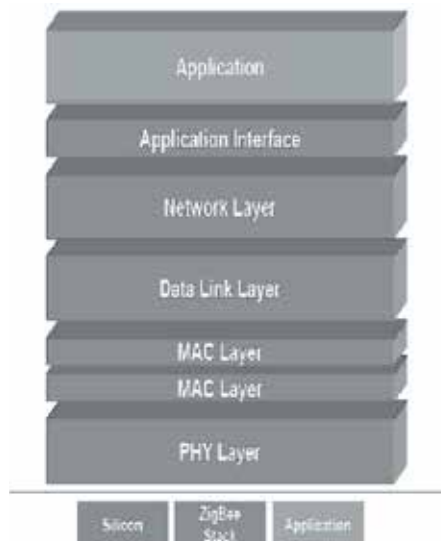 Application
Application Interface
Network Layer
Data Link Layer
MAC Layer
MAC Layer
PHY Layer
Silicon
ZigBee
Stack
Application